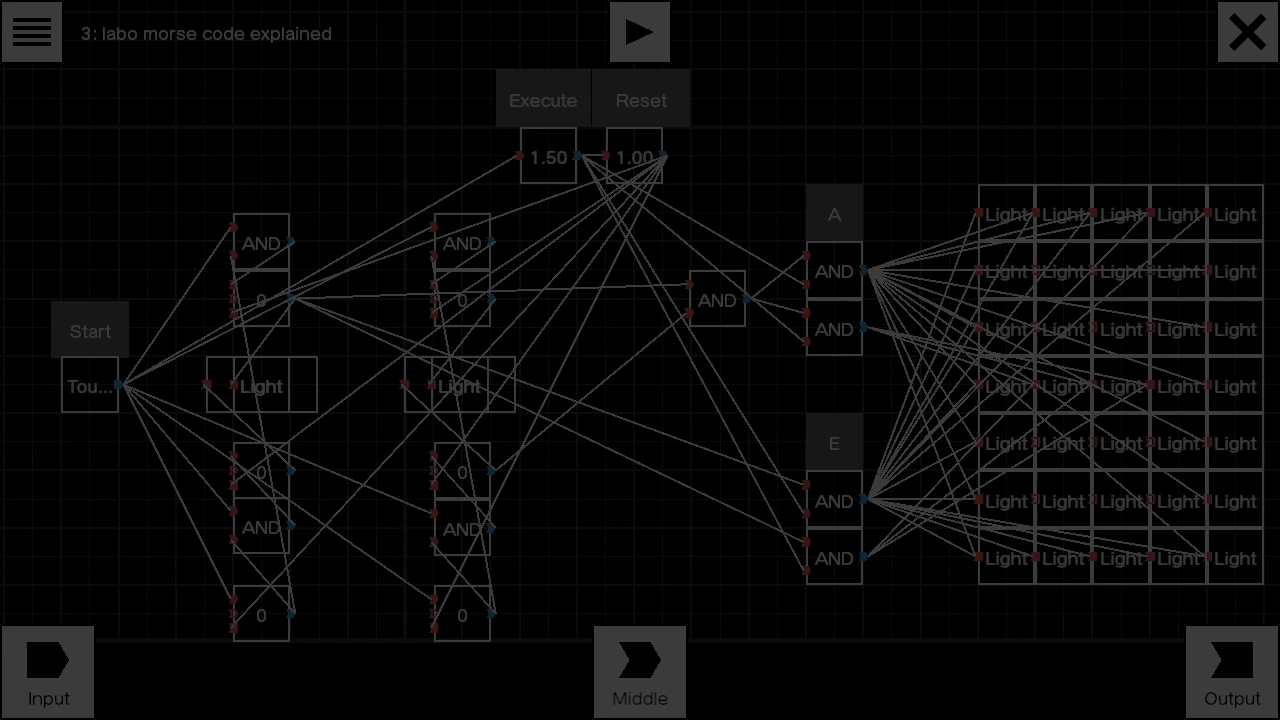 3: labo morse code explained
Execute Reset
1.50 1.00
A
Light Light Light Light Light
AND AND
AND
Light Light Light Light Light
0 0
AND
Start
AND
Light Light Light Light Light
Tou...
Light Light
Light Light Light Light Light
E
Light Light Light Light Light
0 0
AND
Light Light Light Light Light
AND AND
AND
Light Light Light Light Light
0 0
Input Middle Output